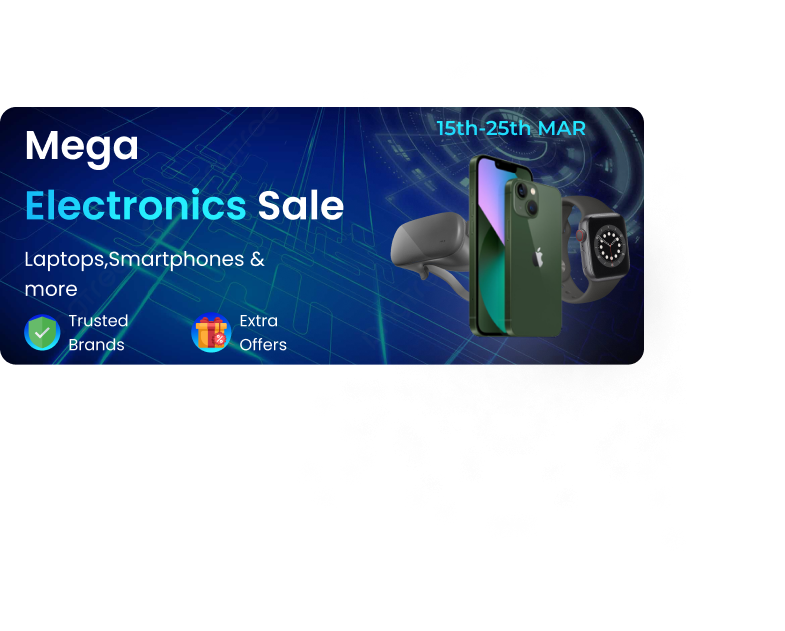 15th-25th MAR
Mega
Electronics Sale
Laptops,Smartphones &
more
Trusted
Brands
Extra
Offers